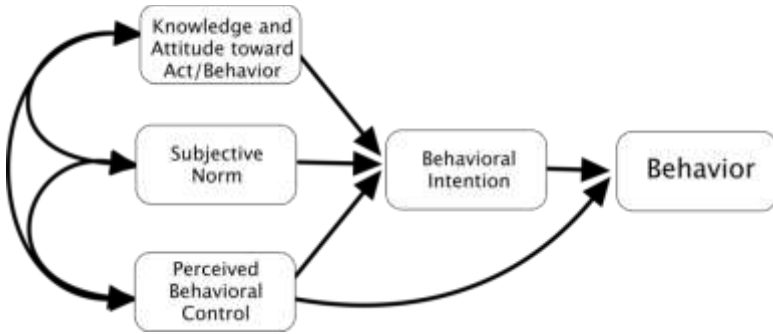 Knowledge and
Attitude toward
Act/Behavior
Subjective
Norm
Perceived
Behavioral
Control
Behavioral
Intention
Behavior